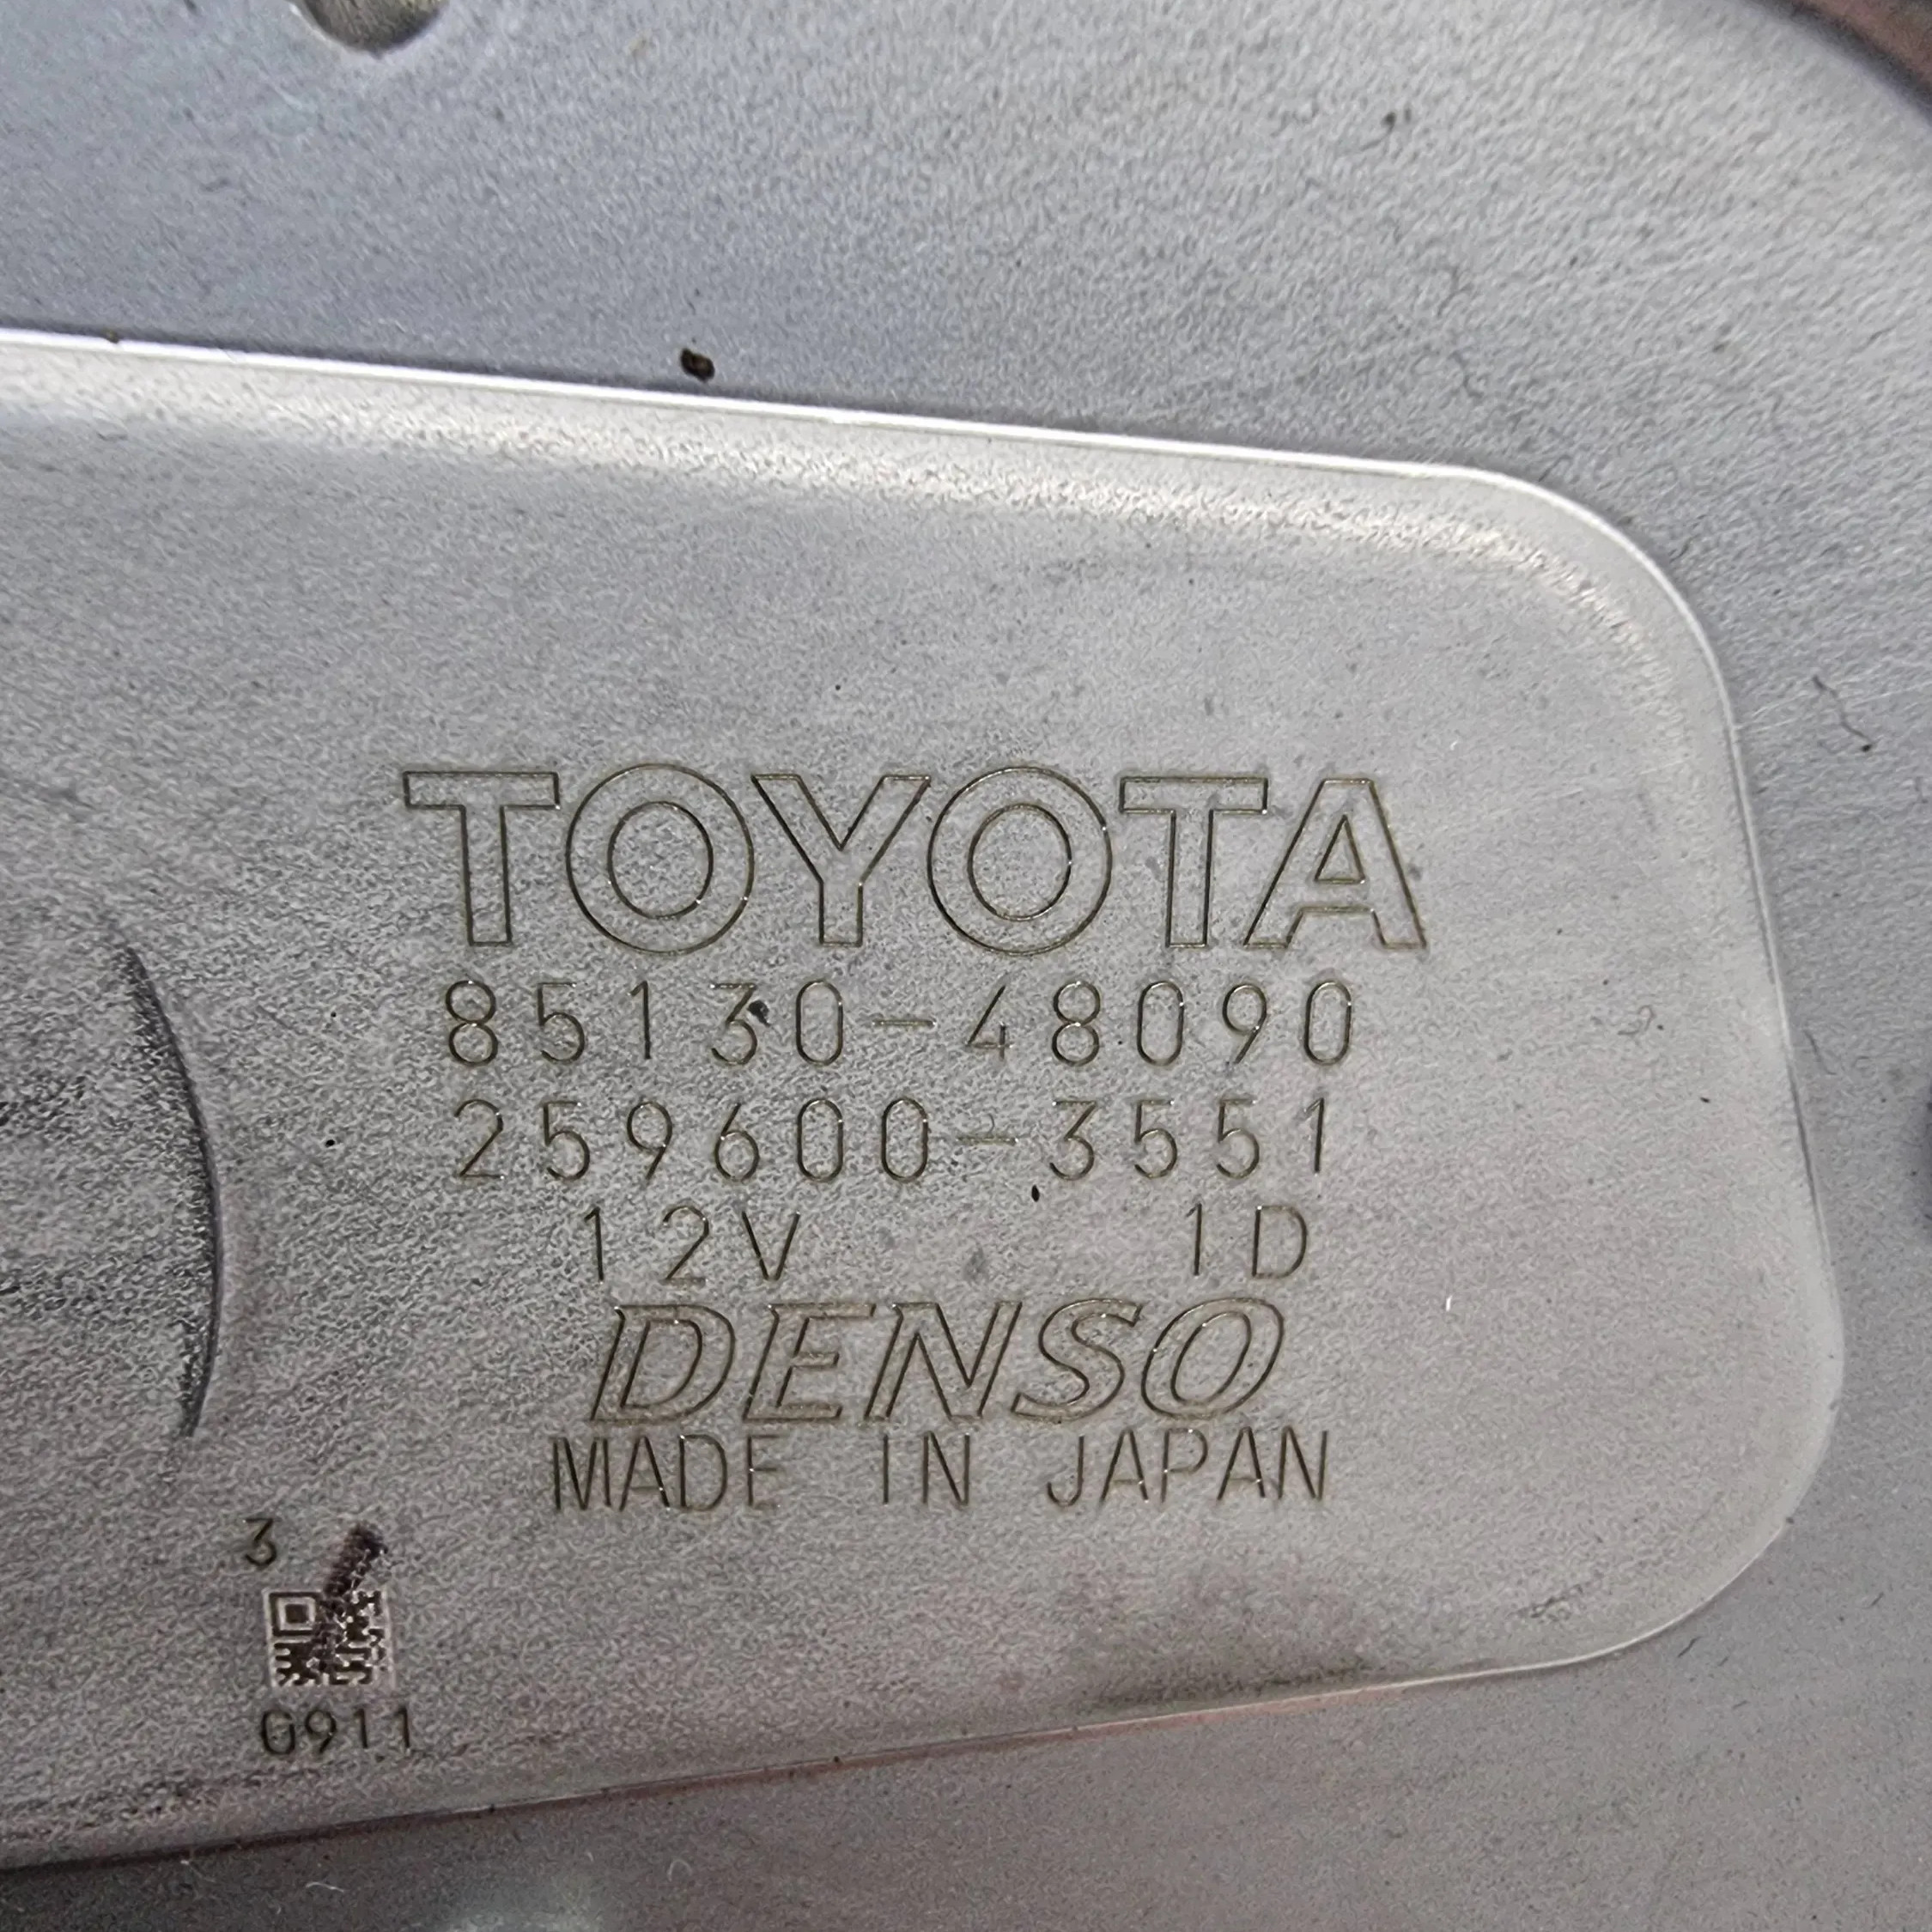 TOYOTA
85130-48090
259600-3551
12V 1D
DENSO
MADE IN JAPAN
3
0911